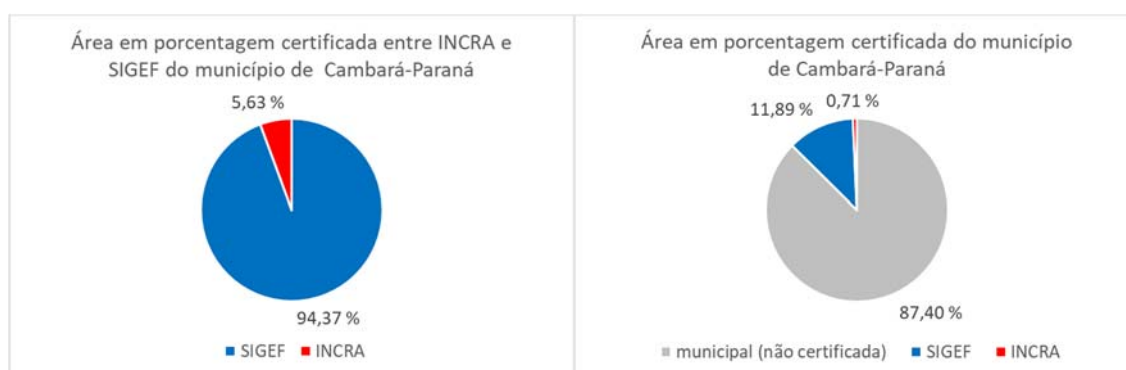 Área em porcentagem certificada entre INCRA e
SIGEF do município de Cambará-Paraná
5,63 %
94,37 %
SIGEF INCRA
Área em porcentagem certificada do município
de Cambará-Paraná
11,89 % 0,71 %
87,40 %
municipal (não certificada) SIGEF INCRA